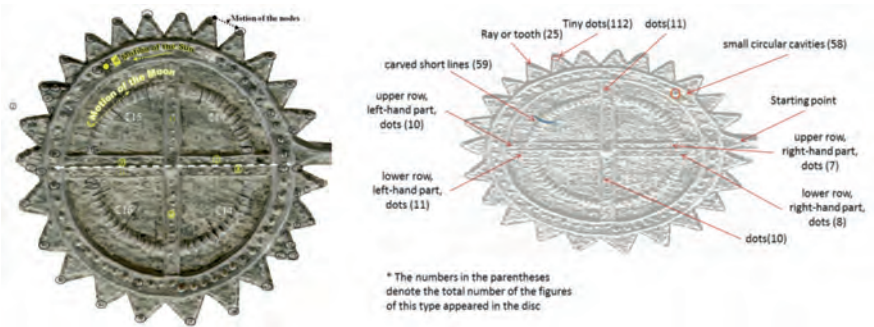 Motion of the nodes
Motion of the Sun
Motion of the Moon
C15
C16
Ray or tooth (25)
Tiny dots(112)
dots(11)
small circular cavities (58)
carved short lines (59)
Starting point
upper row,
left-hand part,
dots (10)
upper row,
right-hand part,
dots (7)
lower row,
left-hand part,
dots (11)
lower row,
right-hand part,
dots (8)
dots(10)
* The numbers in the parentheses
denote the total number of the figures
of this type appeared in the disc